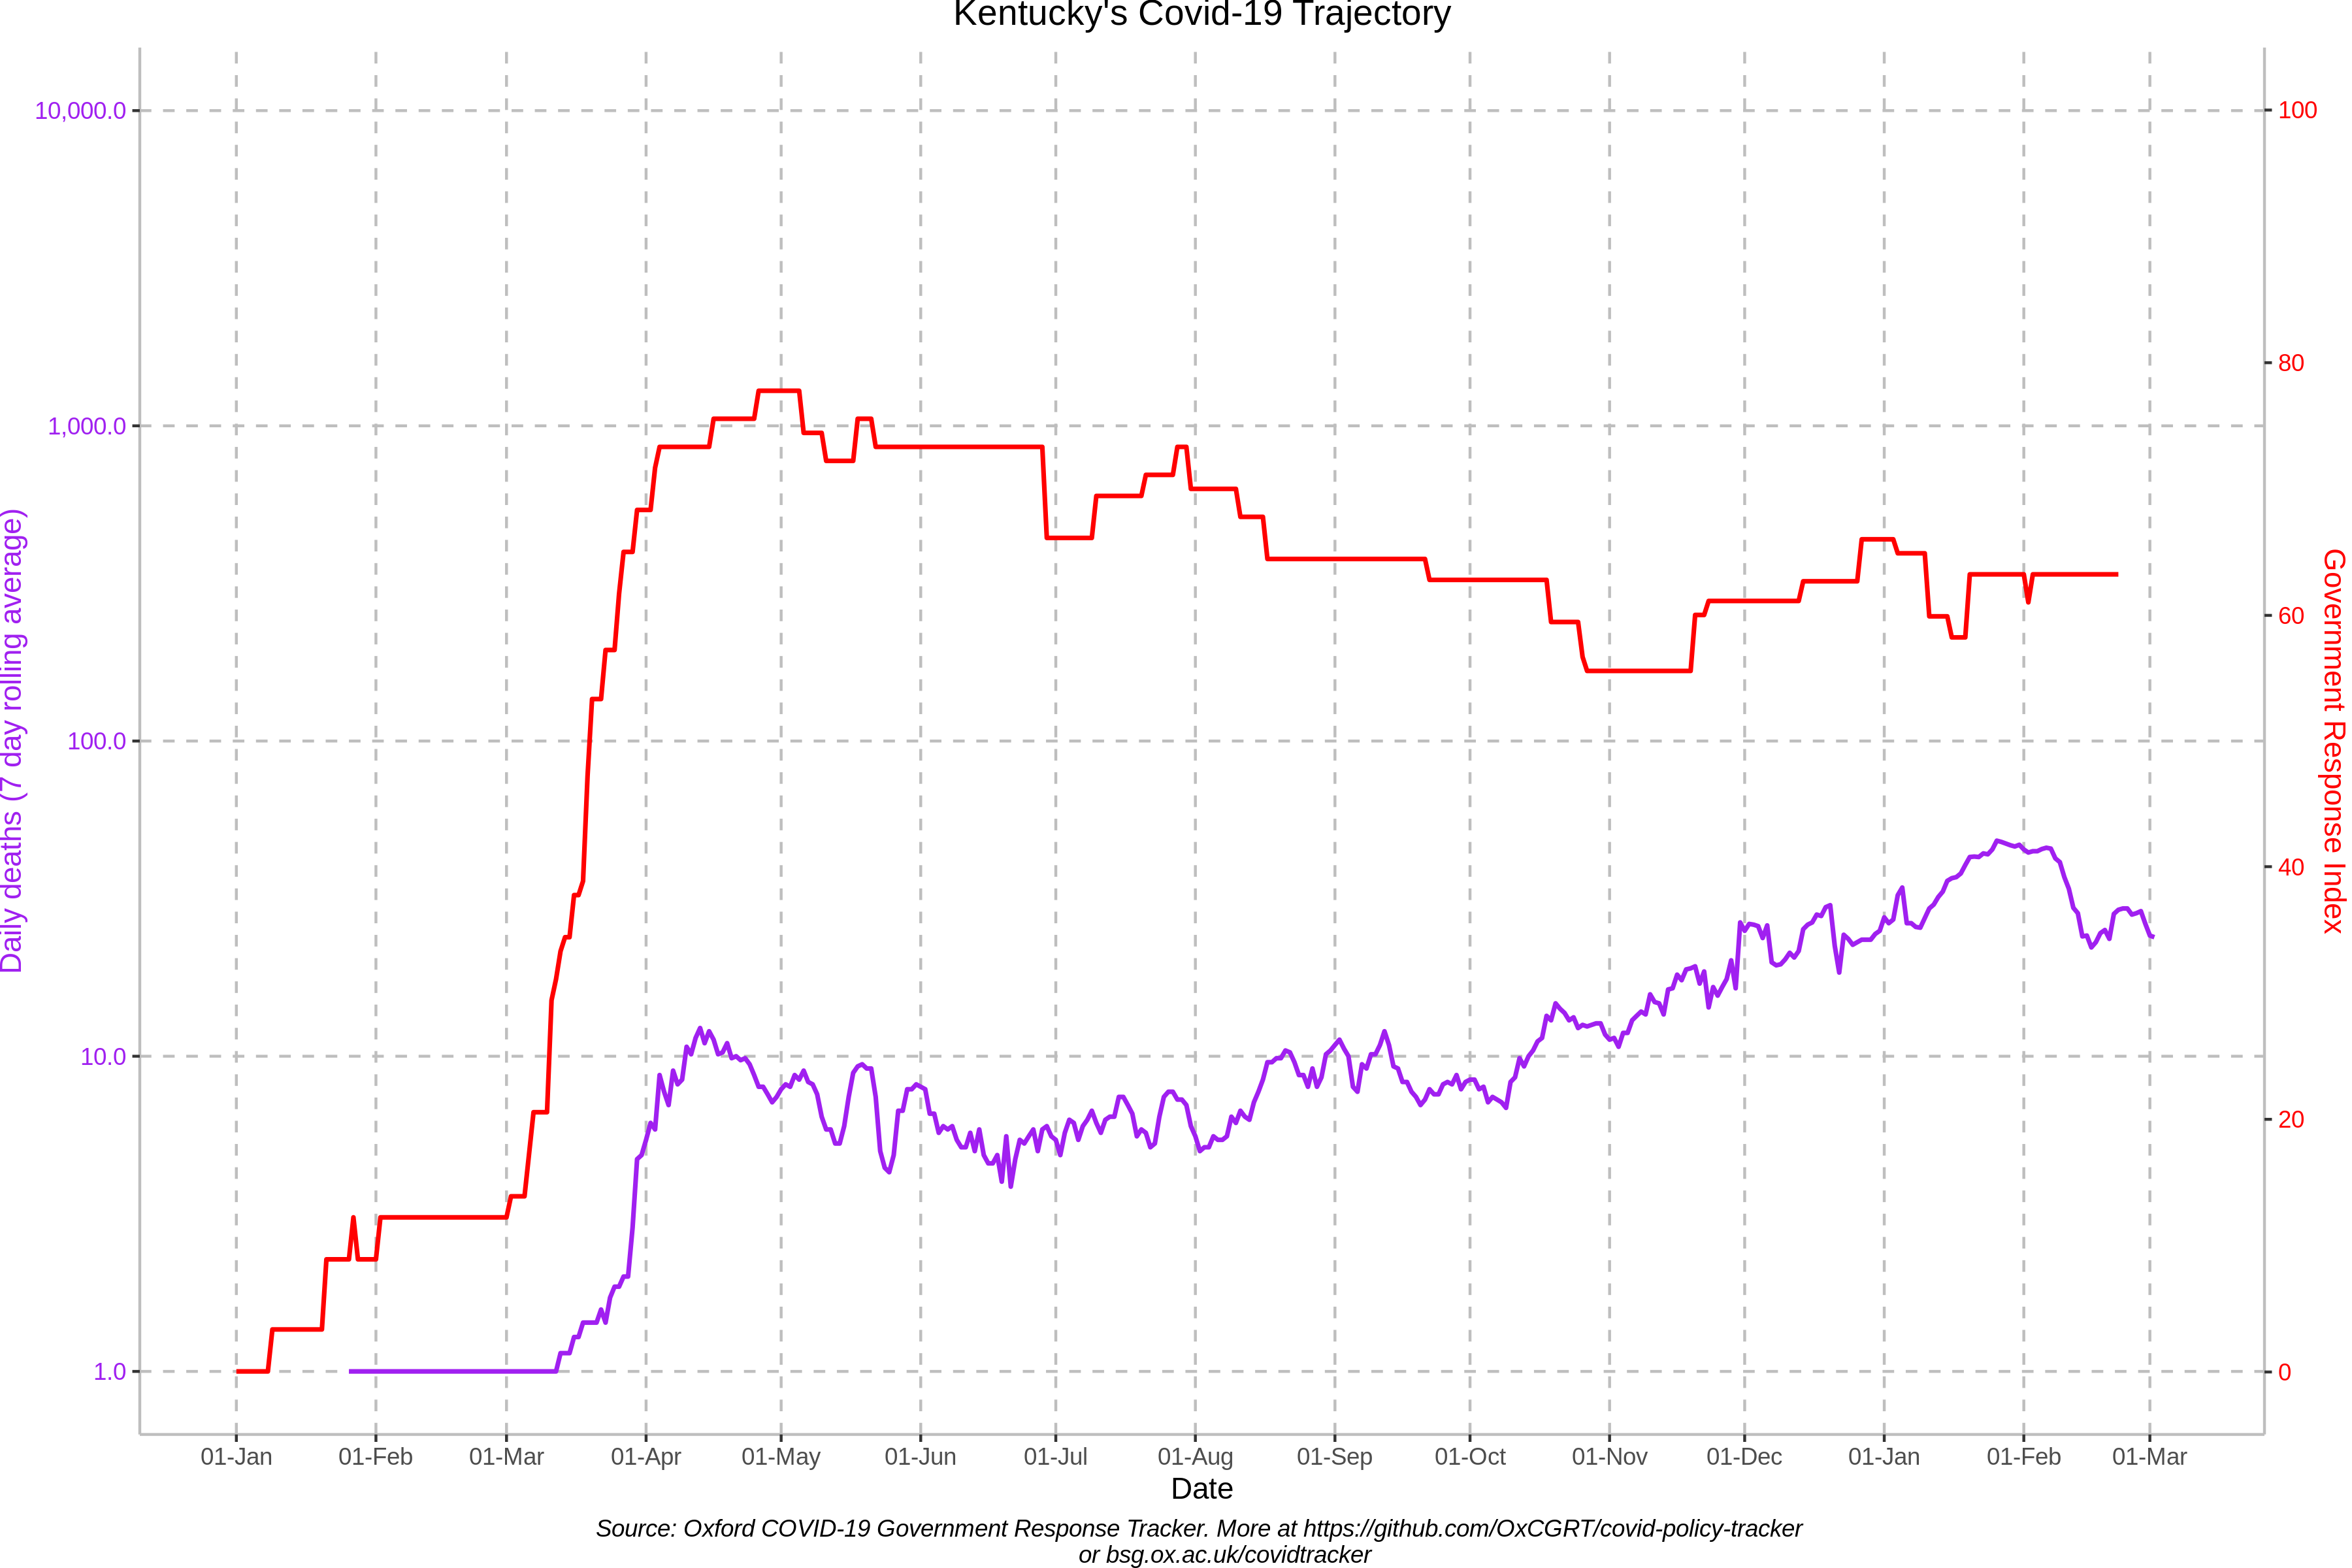 Kentucky's Covid-19 Trajectory
Daily deaths (7 day rolling average)
10,000.0
1,000.0
100.0
10.0
1.0
100
80
60
40
20
0
Government Response Index
01-Jan 01-Feb 01-Mar 01-Apr 01-May 01-Jun 01-Jul 01-Aug 01-Sep 01-Oct 01-Nov 01-Dec 01-Jan 01-Feb 01-Mar
Date
Source: Oxford COVID-19 Government Response Tracker. More at https://github.com/OxCGRT/covid-policy-tracker
or bsg.ox.ac.uk/covidtracker